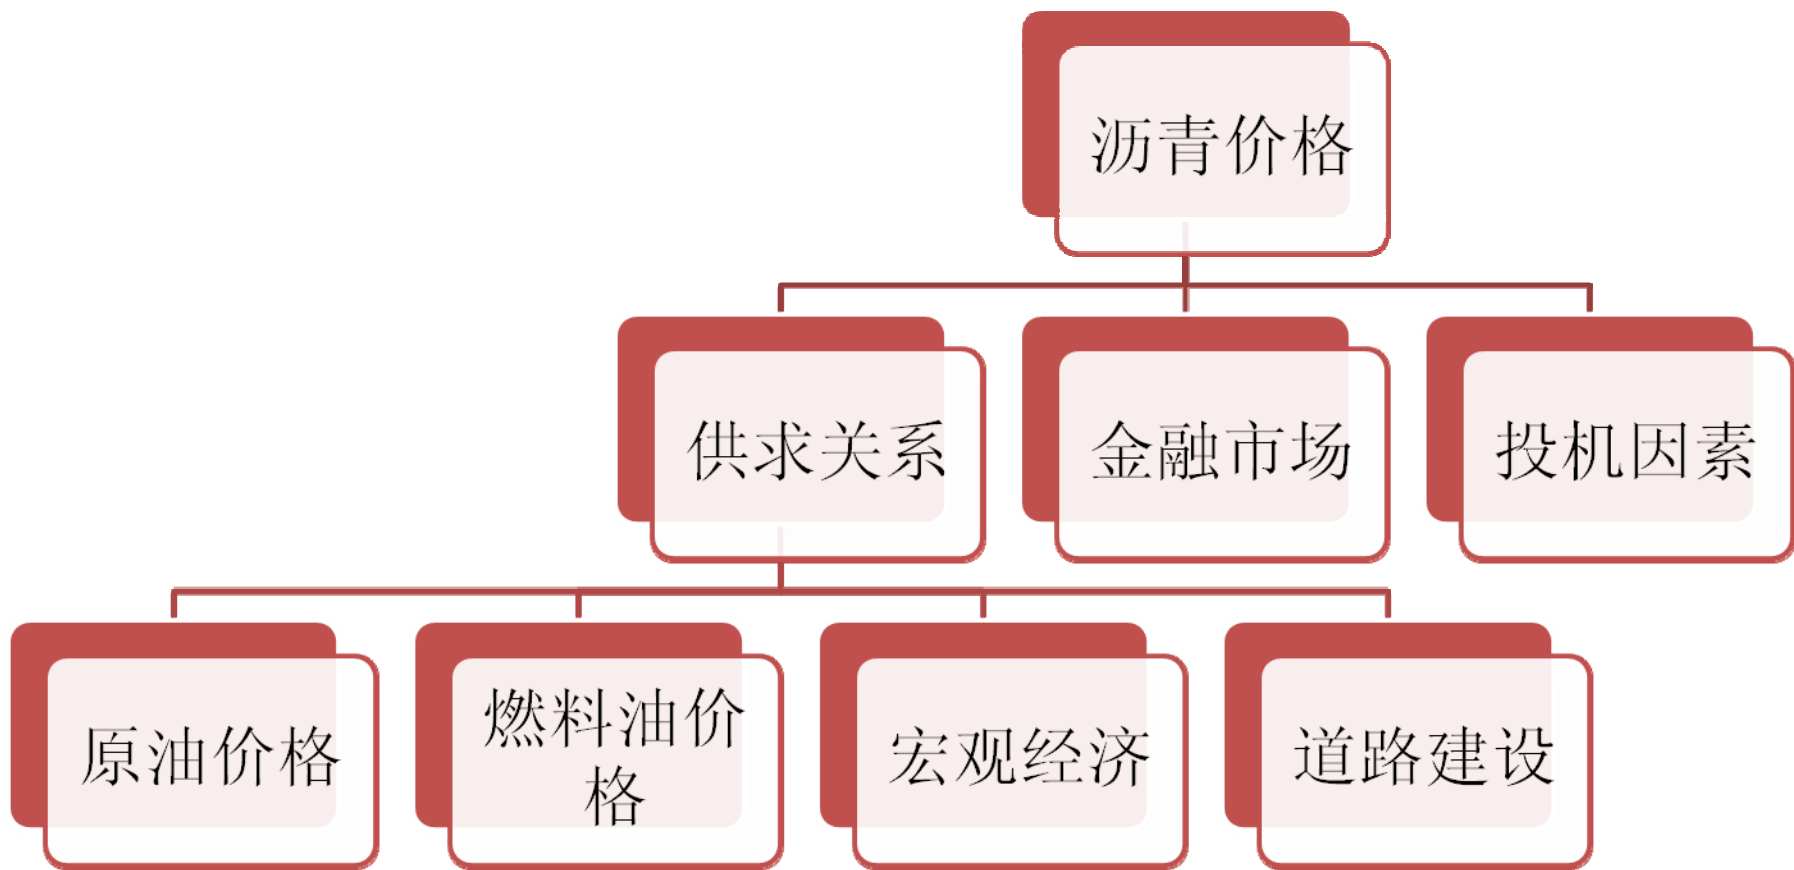 沥青价格
供求关系
金融市场
投机因素
原油价格
燃料油价
格
宏观经济
道路建设